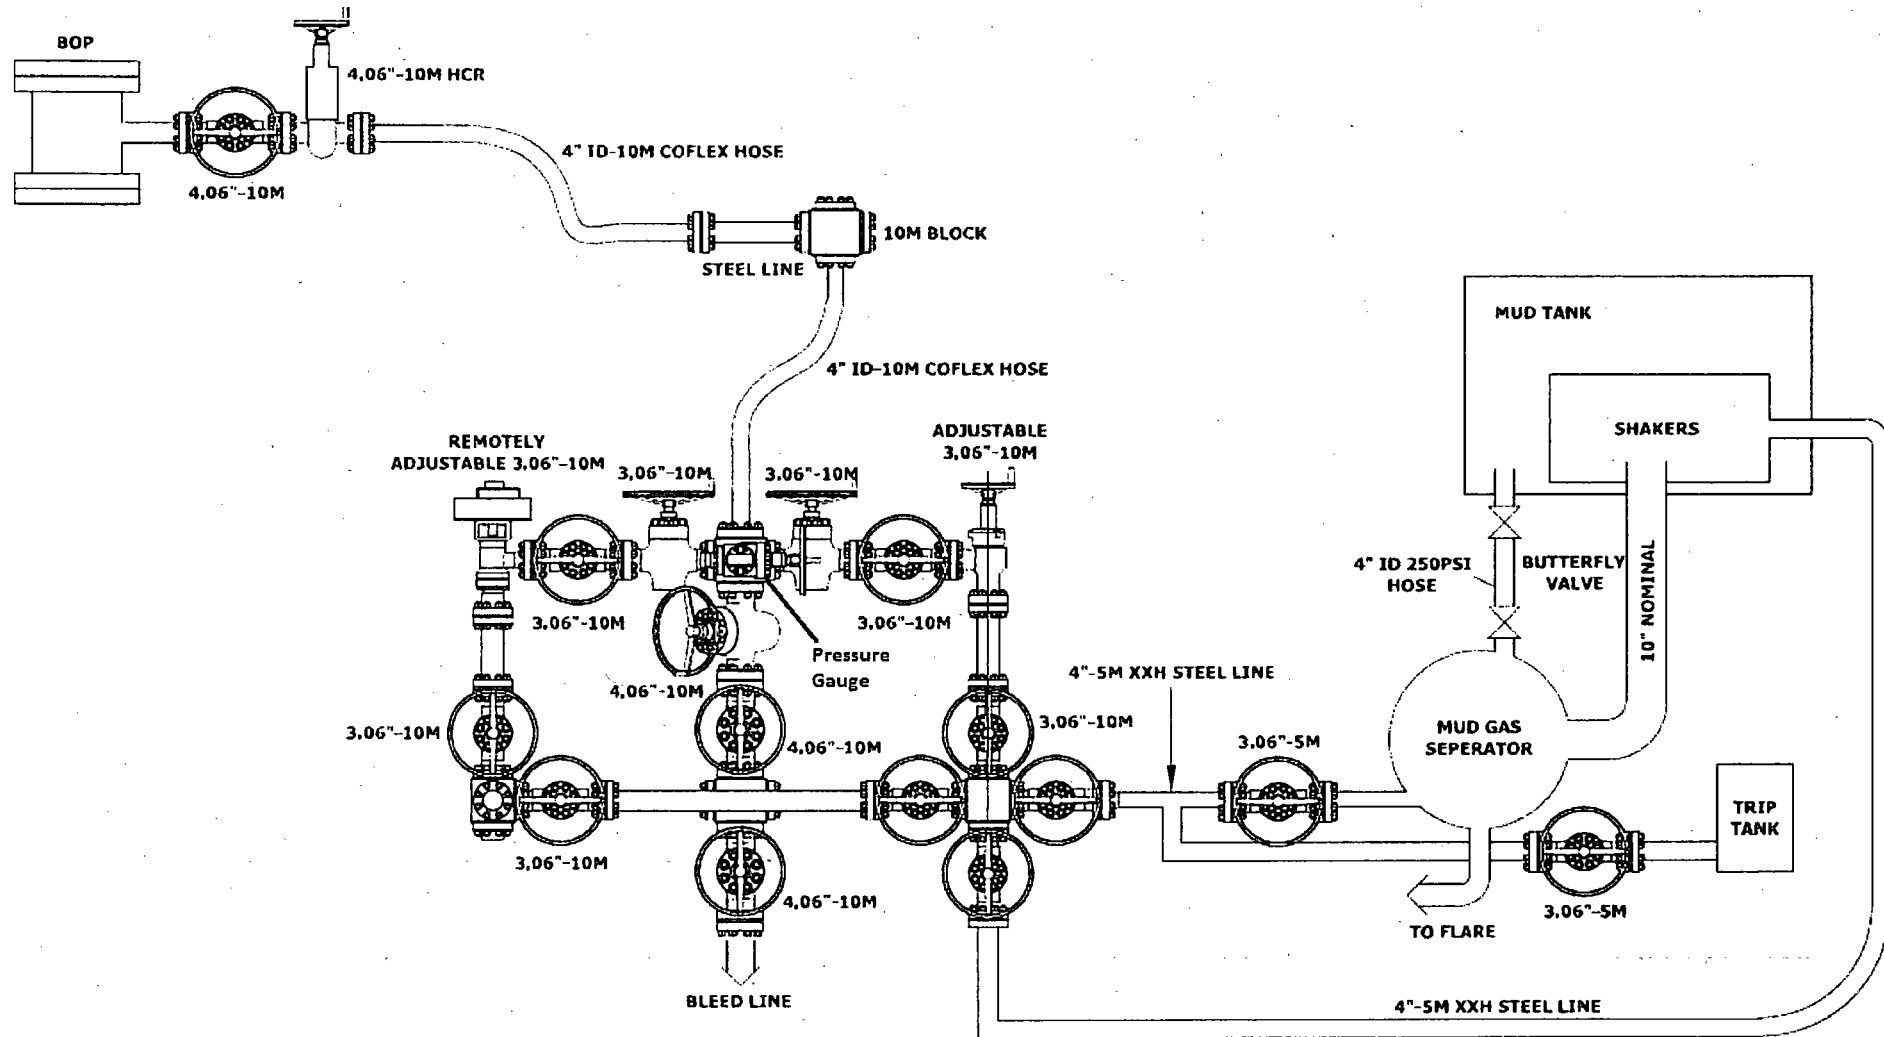 BOP
4.06"-10M HCR
4.06"-10M
4" ID-10M COFLEX HOSE
10M BLOCK
STEEL LINE
4" ID-10M COFLEX HOSE
MUD TANK
SHAKERS
REMOTELY
ADJUSTABLE 3.06"-10M
3.06"-10M
3.06"-10M
ADJUSTABLE
3.06"-10M
4" ID 250PSI
HOSE
BUTTERFLY
VALVE
10" NOMINAL
3.06"-10M
3.06"-10M
Pressure
Gauge
4.06"-10M
4"-5M XXH STEEL LINE
3.06"-10M
4.06"-10M
3.06"-10M
3.06"-5M
MUD GAS
SEPERATOR
TRIP
TANK
3.06"-10M
4.06"-10M
3.06"-5M
TO FLARE
BLEED LINE
4"-5M XXH STEEL LINE